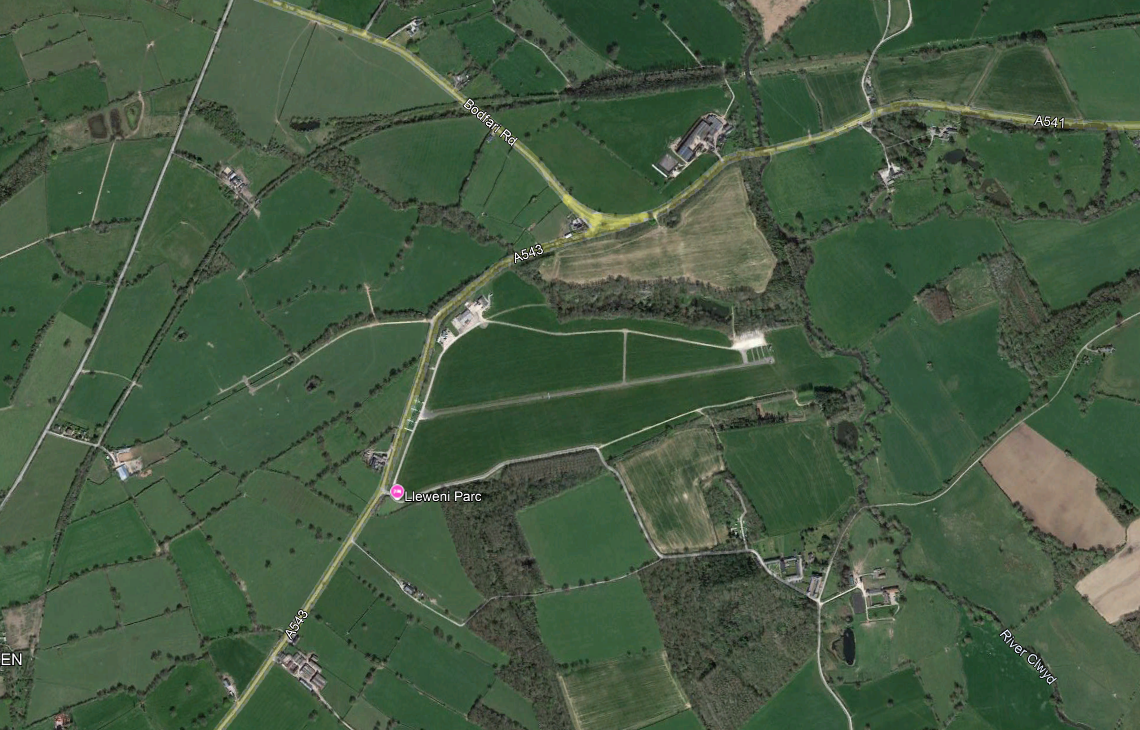 Bodfari Rd
A541
A543
Lleweni Parc
A543
EN
River Clwyd